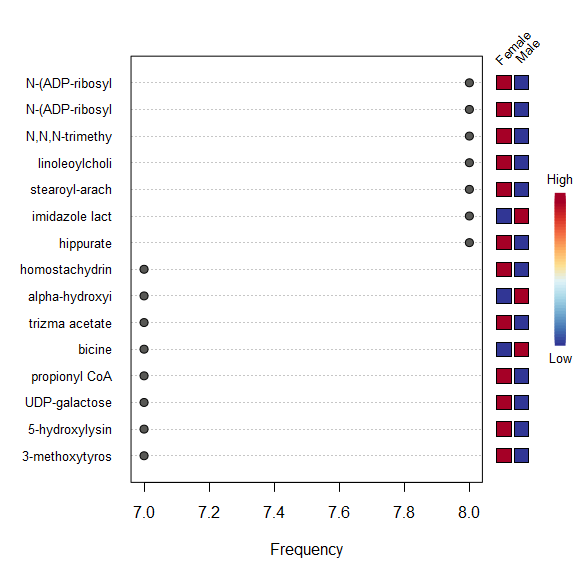 Female
Male
N-(ADP-ribosyl
N-(ADP-ribosyl
N,N,N-trimethy
linoleoylcholi
stearoyl-arach
imidazole lact
hippurate
homostachydrin
alpha-hydroxyi
trizma acetate
bicine
propionyl CoA
UDP-galactose
5-hydroxylysin
3-methoxytyros
High
Low
7.0 7.2 7.4 7.6 7.8 8.0
Frequency